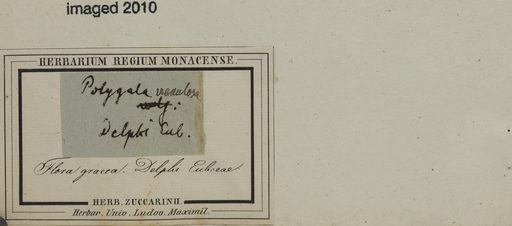 imaged 2010
HERBARIUM REGIUM MONACENSE.
Polygala venulosa
vulg:
Delphi Eub.
Flora graeca. Delphi Euboeae
HERB. ZUCCARINII.
Herbar. Univ. Ludov. Maximil.